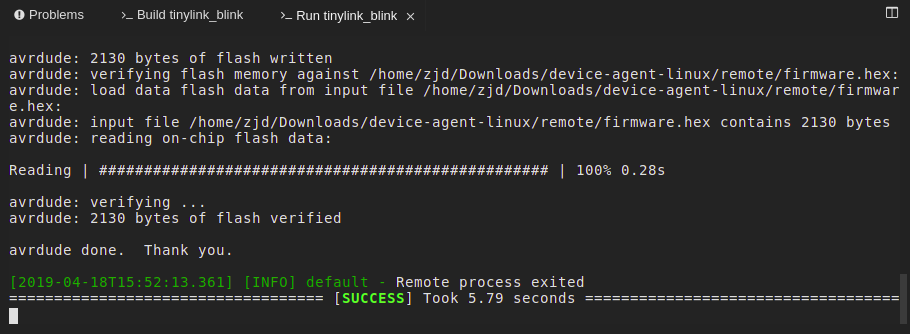 Problems >_ Build tinylink_blink >_ Run tinylink_blink ×
avrdude: 2130 bytes of flash written
avrdude: verifying flash memory against /home/zjd/Downloads/device-agent-linux/remote/firmware.hex:
avrdude: load data flash data from input file /home/zjd/Downloads/device-agent-linux/remote/firmwar
e.hex:
avrdude: input file /home/zjd/Downloads/device-agent-linux/remote/firmware.hex contains 2130 bytes
avrdude: reading on-chip flash data:
Reading | ################################################## | 100% 0.28s
avrdude: verifying ...
avrdude: 2130 bytes of flash verified
avrdude done.  Thank you.
[2019-04-18T15:52:13.361] [INFO] default - Remote process exited
=================================== [SUCCESS] Took 5.79 seconds ===================================